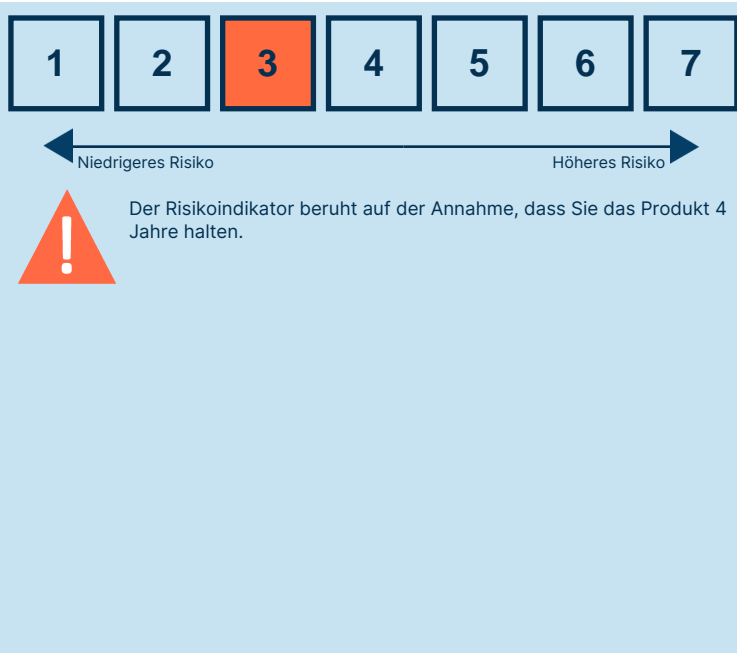 1 2 3 4 5 6 7
Niedrigeres Risiko Höheres Risiko
Der Risikoindikator beruht auf der Annahme, dass Sie das Produkt 4
Jahre halten.